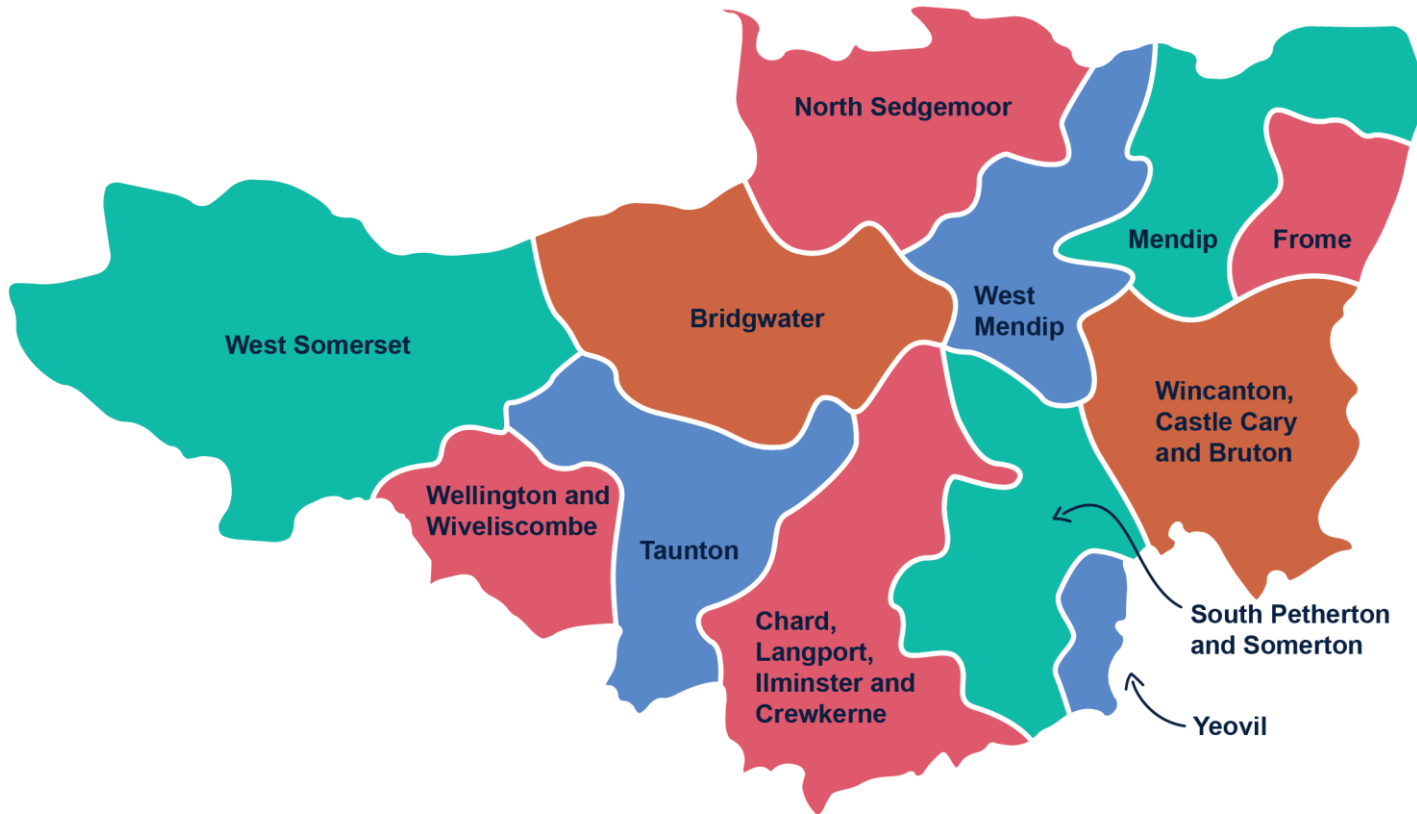 North Sedgemoor
Mendip
Frome
West
Mendip
Bridgwater
West Somerset
Wincanton,
Castle Cary
and Bruton
Wellington and
Wiveliscombe
Taunton
South Petherton
and Somerton
Chard,
Langport,
Ilminster and
Crewkerne
Yeovil